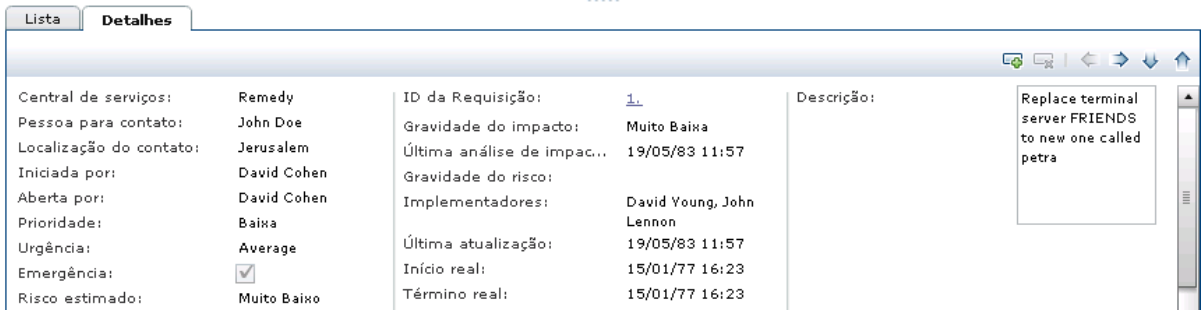 Lista
Detalhes
Central de serviços: Remedy
Pessoa para contato: John Doe
Localização do contato: Jerusalem
Iniciada por: David Cohen
Aberta por: David Cohen
Prioridade: Baixa
Urgência: Average
Emergência:
Risco estimado: Muito Baixo
ID da Requisição: 1.
Gravidade do impacto: Muito Baixa
Última análise de impac... 19/05/83 11:57
Gravidade do risco:
Implementadores: David Young, John
Lennon
Última atualização: 19/05/83 11:57
Início real: 15/01/77 16:23
Término real: 15/01/77 16:23
Descrição:
Replace terminal
server FRIENDS
to new one called
petra